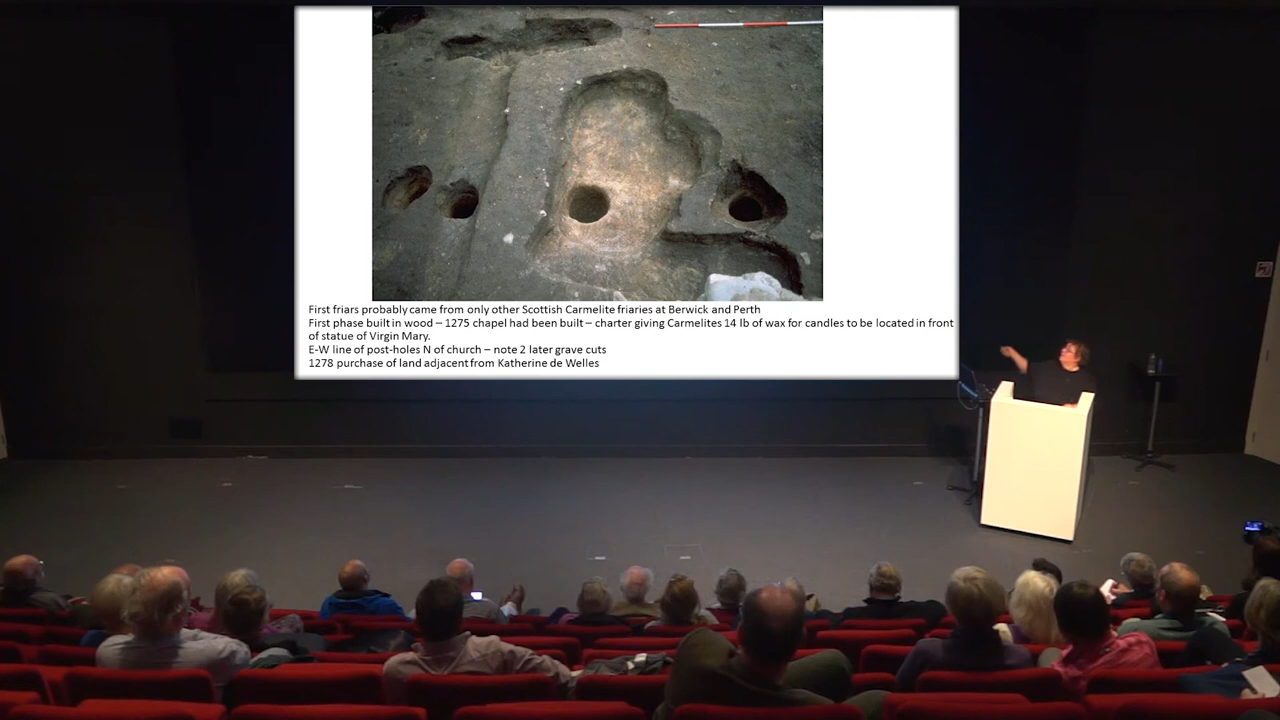 First friars probably came from only other Scottish Carmelite friaries at Berwick and Perth
First phase built in wood – 1275 chapel had been built – charter giving Carmelites 14 lb of wax for candles to be located in front
of statue of Virgin Mary.
E-W line of post-holes N of church – note 2 later grave cuts
1278 purchase of land adjacent from Katherine de Welles